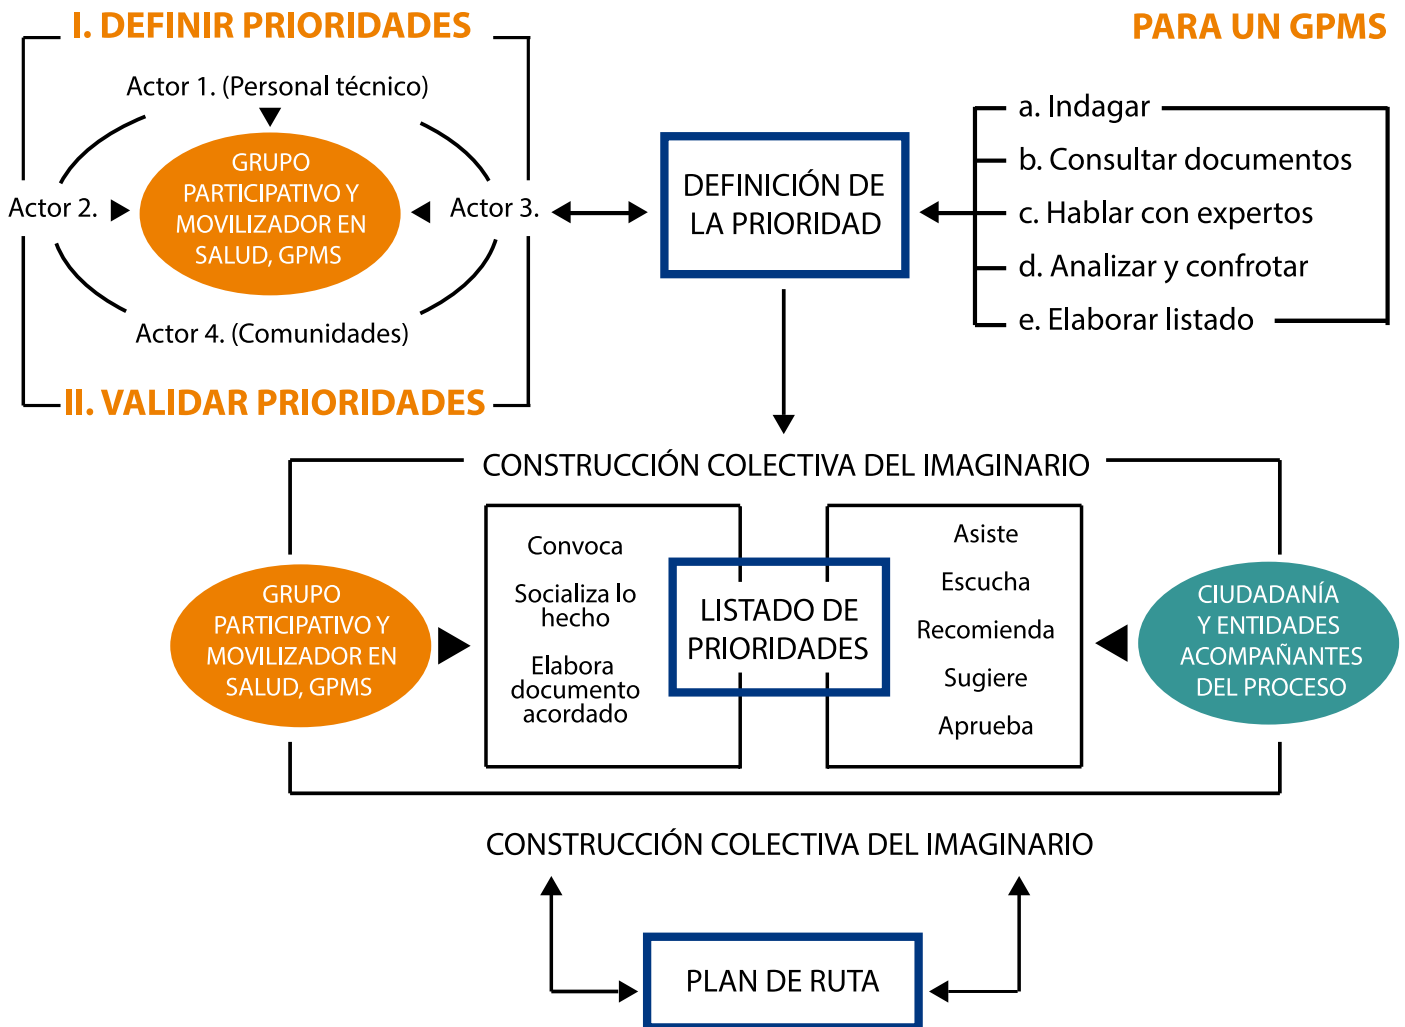 I. DEFINIR PRIORIDADES
PARA UN GPMS
Actor 1. (Personal técnico)
GRUPO
PARTICIPATIVO Y
MOVILIZADOR EN
SALUD, GPMS
Actor 2.
Actor 3.
Actor 4. (Comunidades)
II. VALIDAR PRIORIDADES
DEFINICIÓN DE
LA PRIORIDAD
a. Indagar
b. Consultar documentos
c. Hablar con expertos
d. Analizar y confrotar
e. Elaborar listado
CONSTRUCCIÓN COLECTIVA DEL IMAGINARIO
GRUPO
PARTICIPATIVO Y
MOVILIZADOR EN
SALUD, GPMS
Convoca
Socializa lo
hecho
Elabora
documento
acordado
LISTADO DE
PRIORIDADES
Asiste
Escucha
Recomienda
Sugiere
Aprueba
CIUDADANÍA
Y ENTIDADES
ACOMPAÑANTES
DEL PROCESO
CONSTRUCCIÓN COLECTIVA DEL IMAGINARIO
PLAN DE RUTA